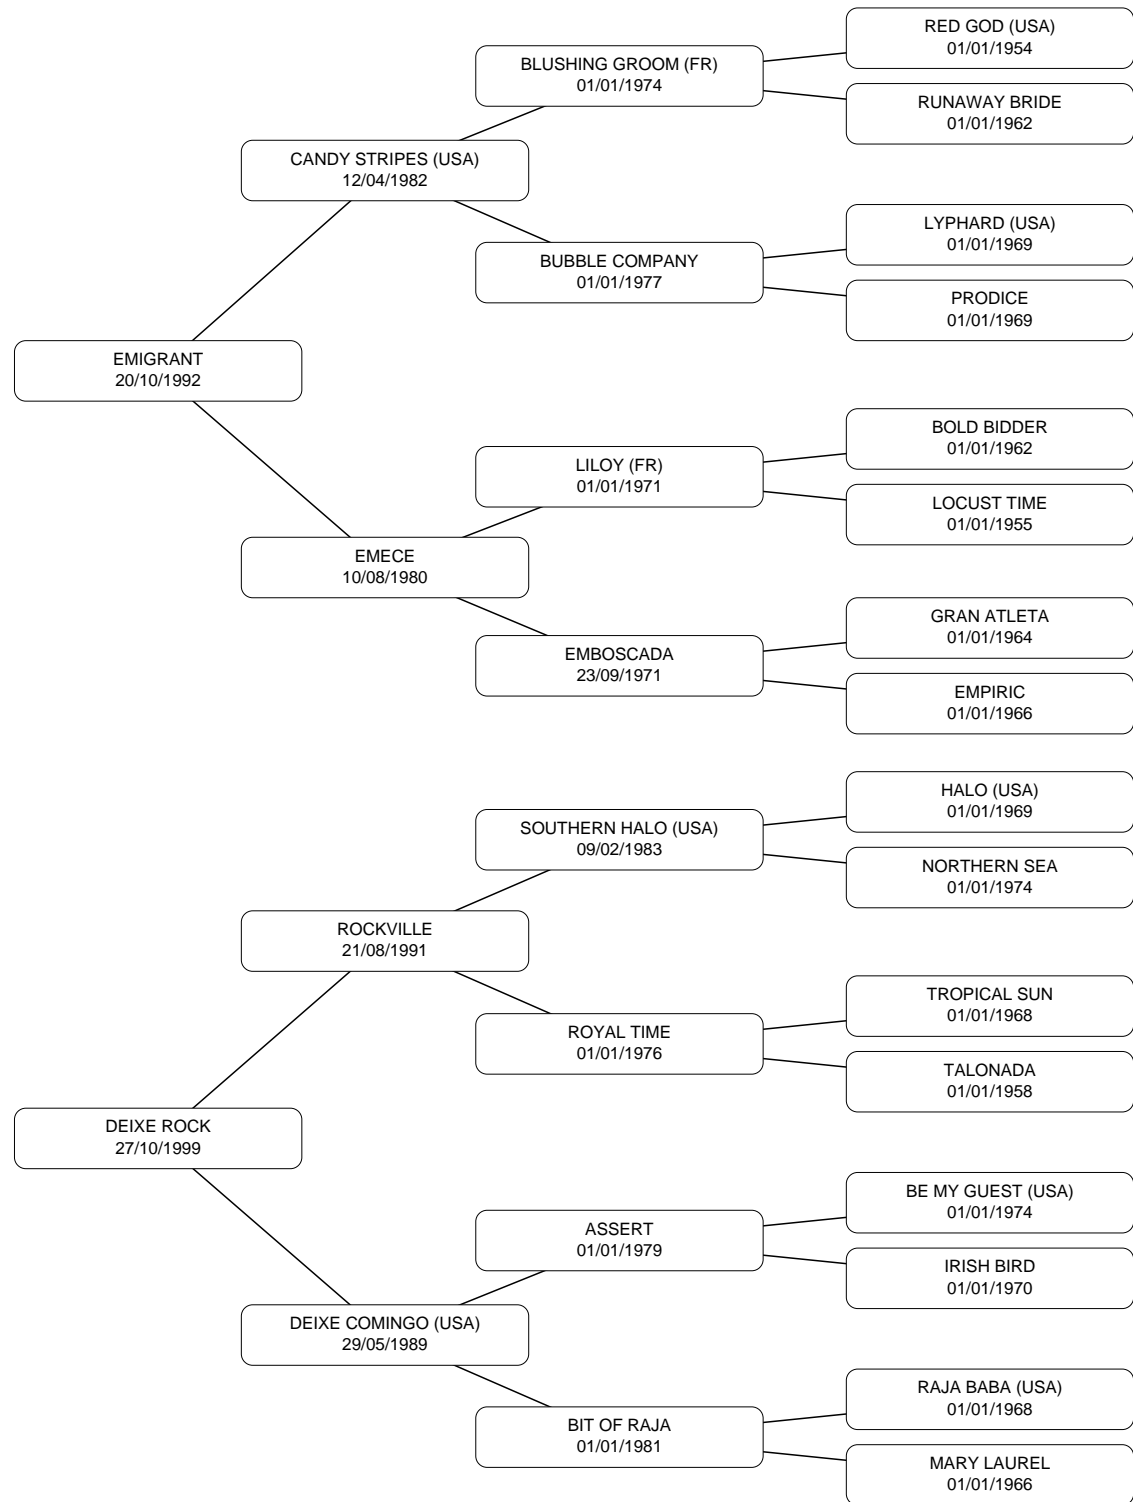 RED GOD (USA)
01/01/1954
BLUSHING GROOM (FR)
01/01/1974
RUNAWAY BRIDE
01/01/1962
CANDY STRIPES (USA)
12/04/1982
LYPHARD (USA)
01/01/1969
BUBBLE COMPANY
01/01/1977
PRODICE
01/01/1969
EMIGRANT
20/10/1992
BOLD BIDDER
01/01/1962
LILOY (FR)
01/01/1971
LOCUST TIME
01/01/1955
EMECE
10/08/1980
GRAN ATLETA
01/01/1964
EMBOSCADA
23/09/1971
EMPIRIC
01/01/1966
HALO (USA)
01/01/1969
SOUTHERN HALO (USA)
09/02/1983
NORTHERN SEA
01/01/1974
ROCKVILLE
21/08/1991
TROPICAL SUN
01/01/1968
ROYAL TIME
01/01/1976
TALONADA
01/01/1958
DEIXE ROCK
27/10/1999
BE MY GUEST (USA)
01/01/1974
ASSERT
01/01/1979
IRISH BIRD
01/01/1970
DEIXE COMINGO (USA)
29/05/1989
RAJA BABA (USA)
01/01/1968
BIT OF RAJA
01/01/1981
MARY LAUREL
01/01/1966